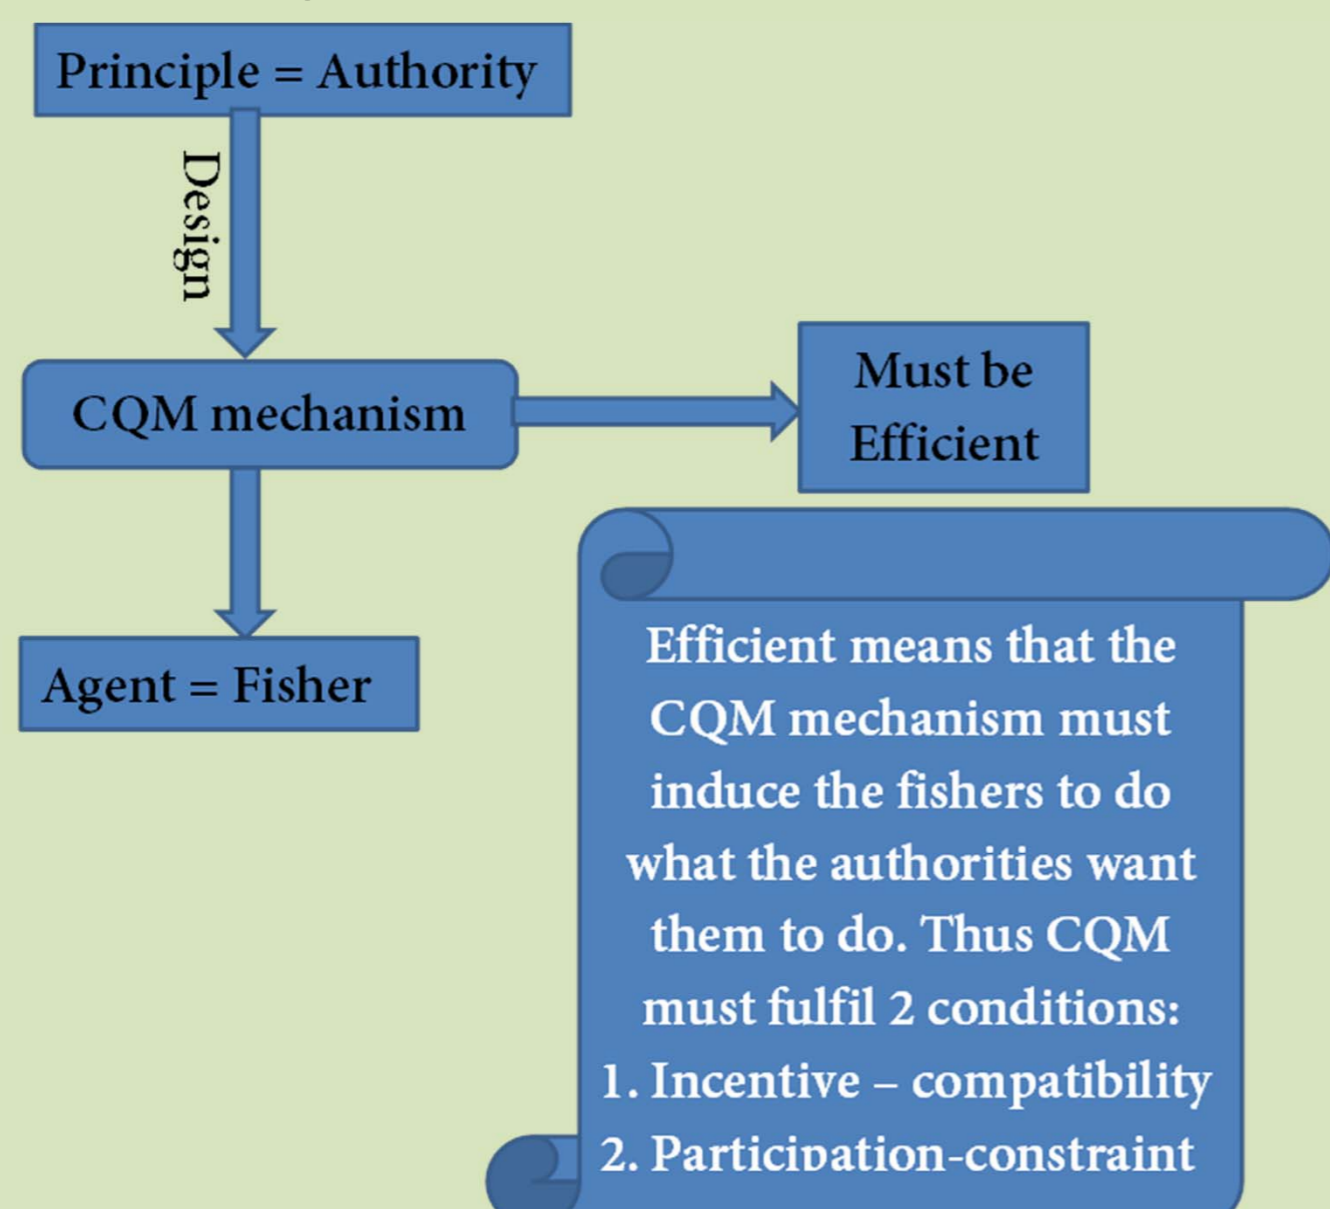 Principle = Authority
Design
CQM mechanism
Must be
Efficient
Agent = Fisher
Efficient means that the
CQM mechanism must
induce the fishers to do
what the authorities want
them to do. Thus CQM
must fulfil 2 conditions:
1. Incentive – compatibility
2. Participation-constraint